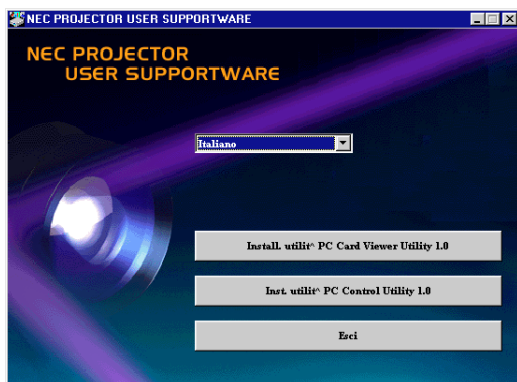 NEC PROJECTOR USER SUPPORTWARE
NEC PROJECTOR
USER SUPPORTWARE
Italiano
Install. utilit^ PC Card Viewer Utility 1.0
Inst. utilit^ PC Control Utility 1.0
Esci